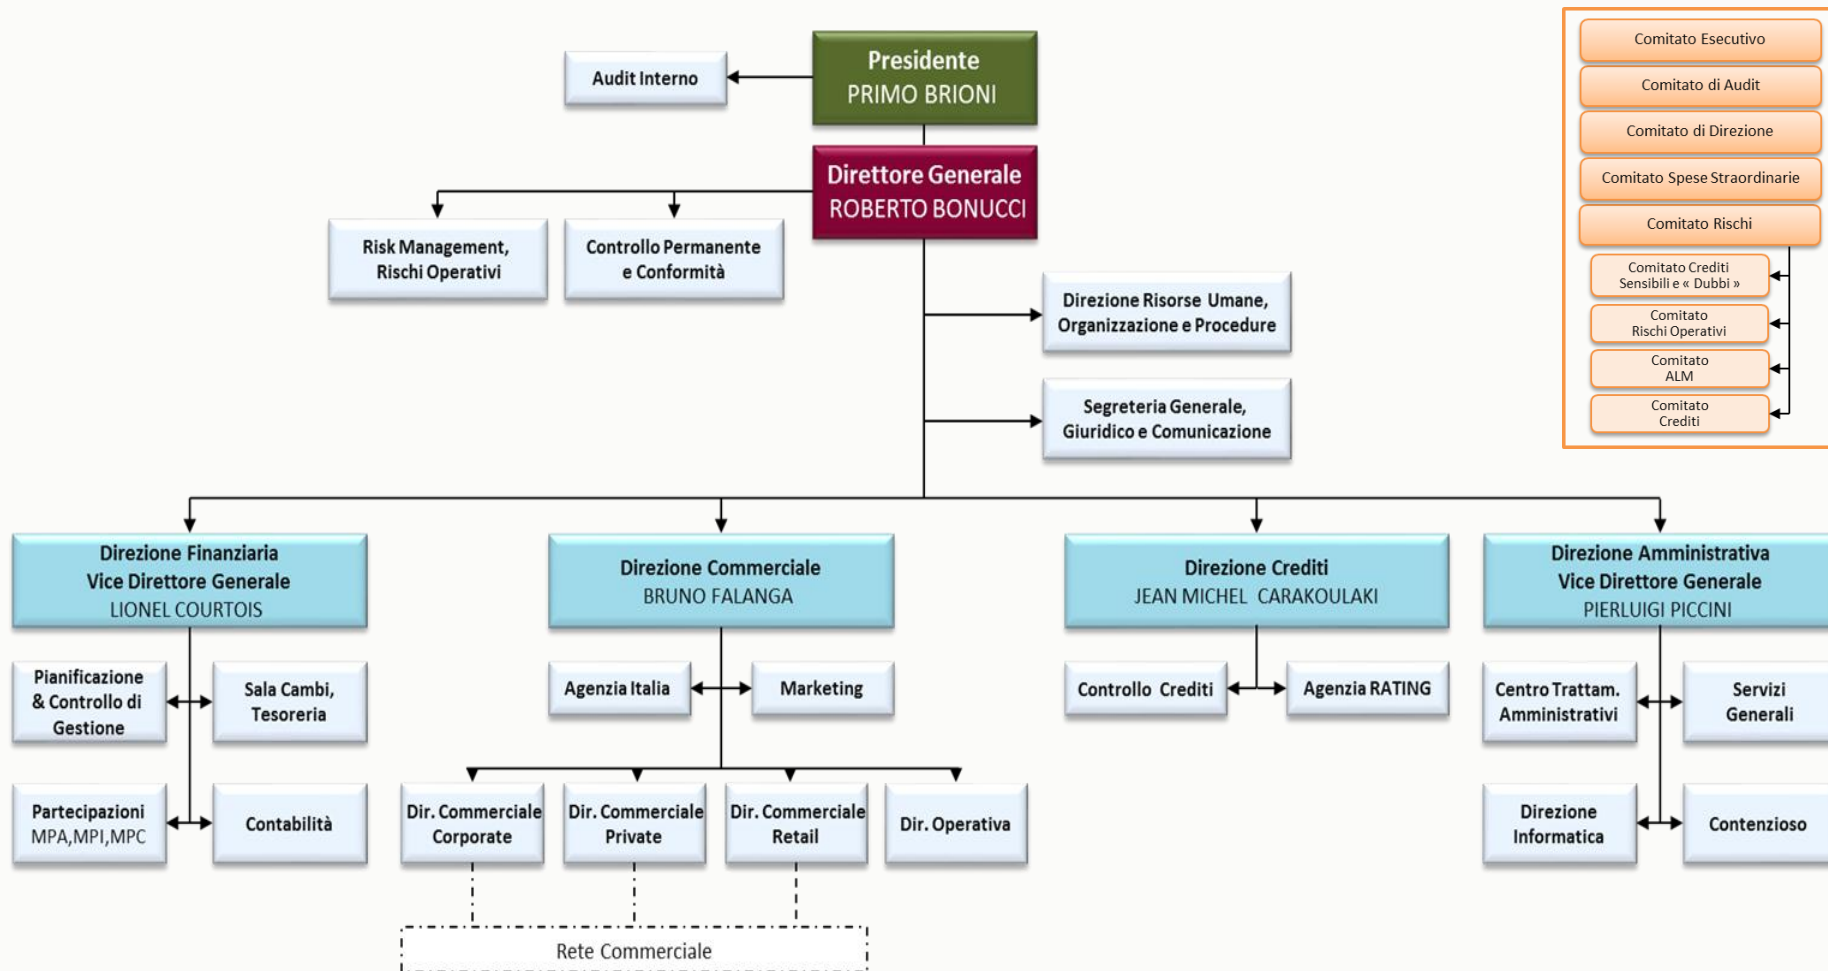 Presidente
PRIMO BRIONI
Audit Interno
Direttore Generale
ROBERTO BONUCCI
Risk Management,
Rischi Operativi
Controllo Permanente
e Conformità
Direzione Risorse Umane,
Organizzazione e Procedure
Segreteria Generale,
Giuridico e Comunicazione
Comitato Esecutivo
Comitato di Audit
Comitato di Direzione
Comitato Spese Straordinarie
Comitato Rischi
Comitato Crediti
Sensibili e « Dubbi »
Comitato
Rischi Operativi
Comitato
ALM
Comitato
Crediti
Direzione Finanziaria
Vice Direttore Generale
LIONEL COURTOIS
Direzione Commerciale
BRUNO FALANGA
Direzione Crediti
JEAN MICHEL CARAKOULAKI
Direzione Amministrativa
Vice Direttore Generale
PIERLUIGI PICCINI
Pianificazione
& Controllo di
Gestione
Sala Cambi,
Tesoreria
Partecipazioni
MPA,MPI,MPC
Contabilità
Agenzia Italia
Marketing
Dir. Commerciale
Corporate
Dir. Commerciale
Private
Dir. Commerciale
Retail
Dir. Operativa
Rete Commerciale
Controllo Crediti
Agenzia RATING
Centro Trattam.
Amministrativi
Servizi
Generali
Direzione
Informatica
Contenzioso